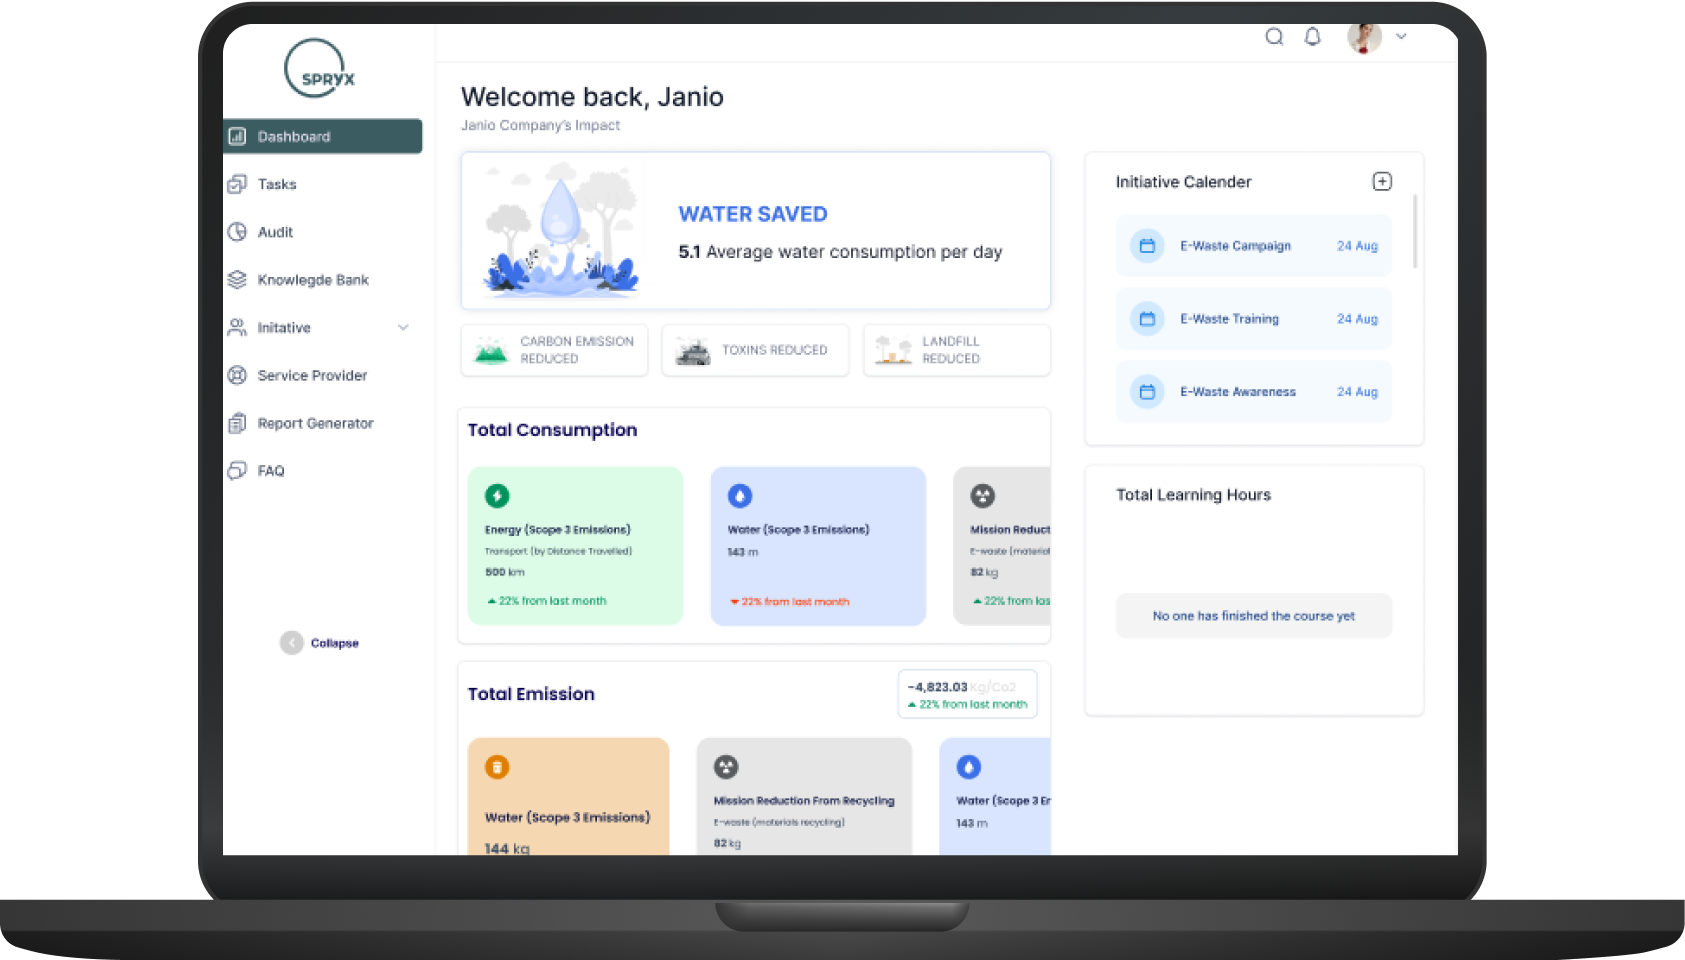 SPRYX
Dashboard
Tasks
Audit
Knowlegde Bank
Initative
Service Provider
Report Generator
FAQ
Collapse
Welcome back, Janio
Janio Company's Impact
WATER SAVED
5.1 Average water consumption per day
CARBON EMISSION
REDUCED
TOXINS REDUCED
LANDFILL
REDUCED
Total Consumption
Energy (Scope 3 Emissions)
Transport (by Distance Travelled)
500 km
22% from last month
Water (Scope 3 Emissions)
143 m
22% from last month
Mission Reduct
E-waste (material
82 kg
22% from las
Total Emission
-4,823.03 Kg/Co2
22% from last month
Water (Scope 3 Emissions)
144 kg
Mission Reduction From Recycling
E-waste (materials recycling)
82 kg
Water (Scope 3 Er
143 m
Initiative Calender
E-Waste Campaign 24 Aug
E-Waste Training 24 Aug
E-Waste Awareness 24 Aug
Total Learning Hours
No one has finished the course yet